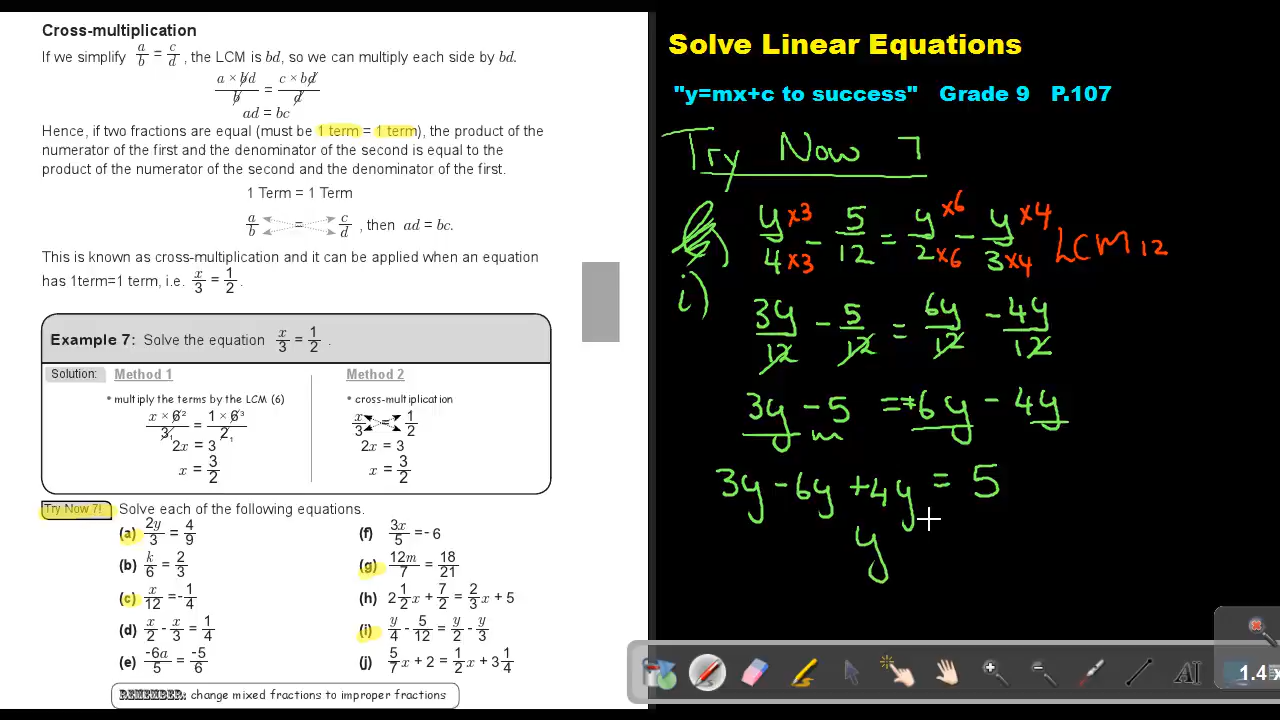 Cross-multiplication
If we simplify a/b = c/d , the LCM is bd, so we can multiply each side by bd.
a × bd/b = c × bd/d
ad = bc
Hence, if two fractions are equal (must be 1 term = 1 term), the product of the
numerator of the first and the denominator of the second is equal to the
product of the numerator of the second and the denominator of the first.
1 Term = 1 Term
a/b = c/d , then ad = bc.
This is known as cross-multiplication and it can be applied when an equation
has 1term=1 term, i.e. x/3 = 1/2 .
Example 7: Solve the equation x/3 = 1/2 .
Solution: Method 1
• multiply the terms by the LCM (6)
x × 6 2/3 1 = 1 × 6 3/2 1
2x = 3
x = 3/2
Method 2
• cross-multiplication
x/3 = 1/2
2x = 3
x = 3/2
Try Now 7! Solve each of the following equations.
(a) 2y/3 = 4/9
(b) k/6 = 2/3
(c) x/12 = -1/4
(d) x/2 - x/3 = 1/4
(e) -6a/5 = -5/6
(f) 3x/5 = - 6
(g) 12m/7 = 18/21
(h) 2 1/2 x + 7/2 = 2/3 x + 5
(i) y/4 - 5/12 = y/2 - y/3
(j) 5/7 x + 2 = 1/2 x + 3 1/4
REMEMBER: change mixed fractions to improper fractions
Solve Linear Equations
"y=mx+c to success" Grade 9 P.107
Try Now 7
i) y/4 ×3/×3 - 5/12 = y/2 ×6/×6 - y/3 ×4/×4 LCM 12
3y/12 - 5/12 = 6y/12 - 4y/12
3y - 5 = +6y - 4y
3y - 6y + 4y = 5
y
AI
1.4 x